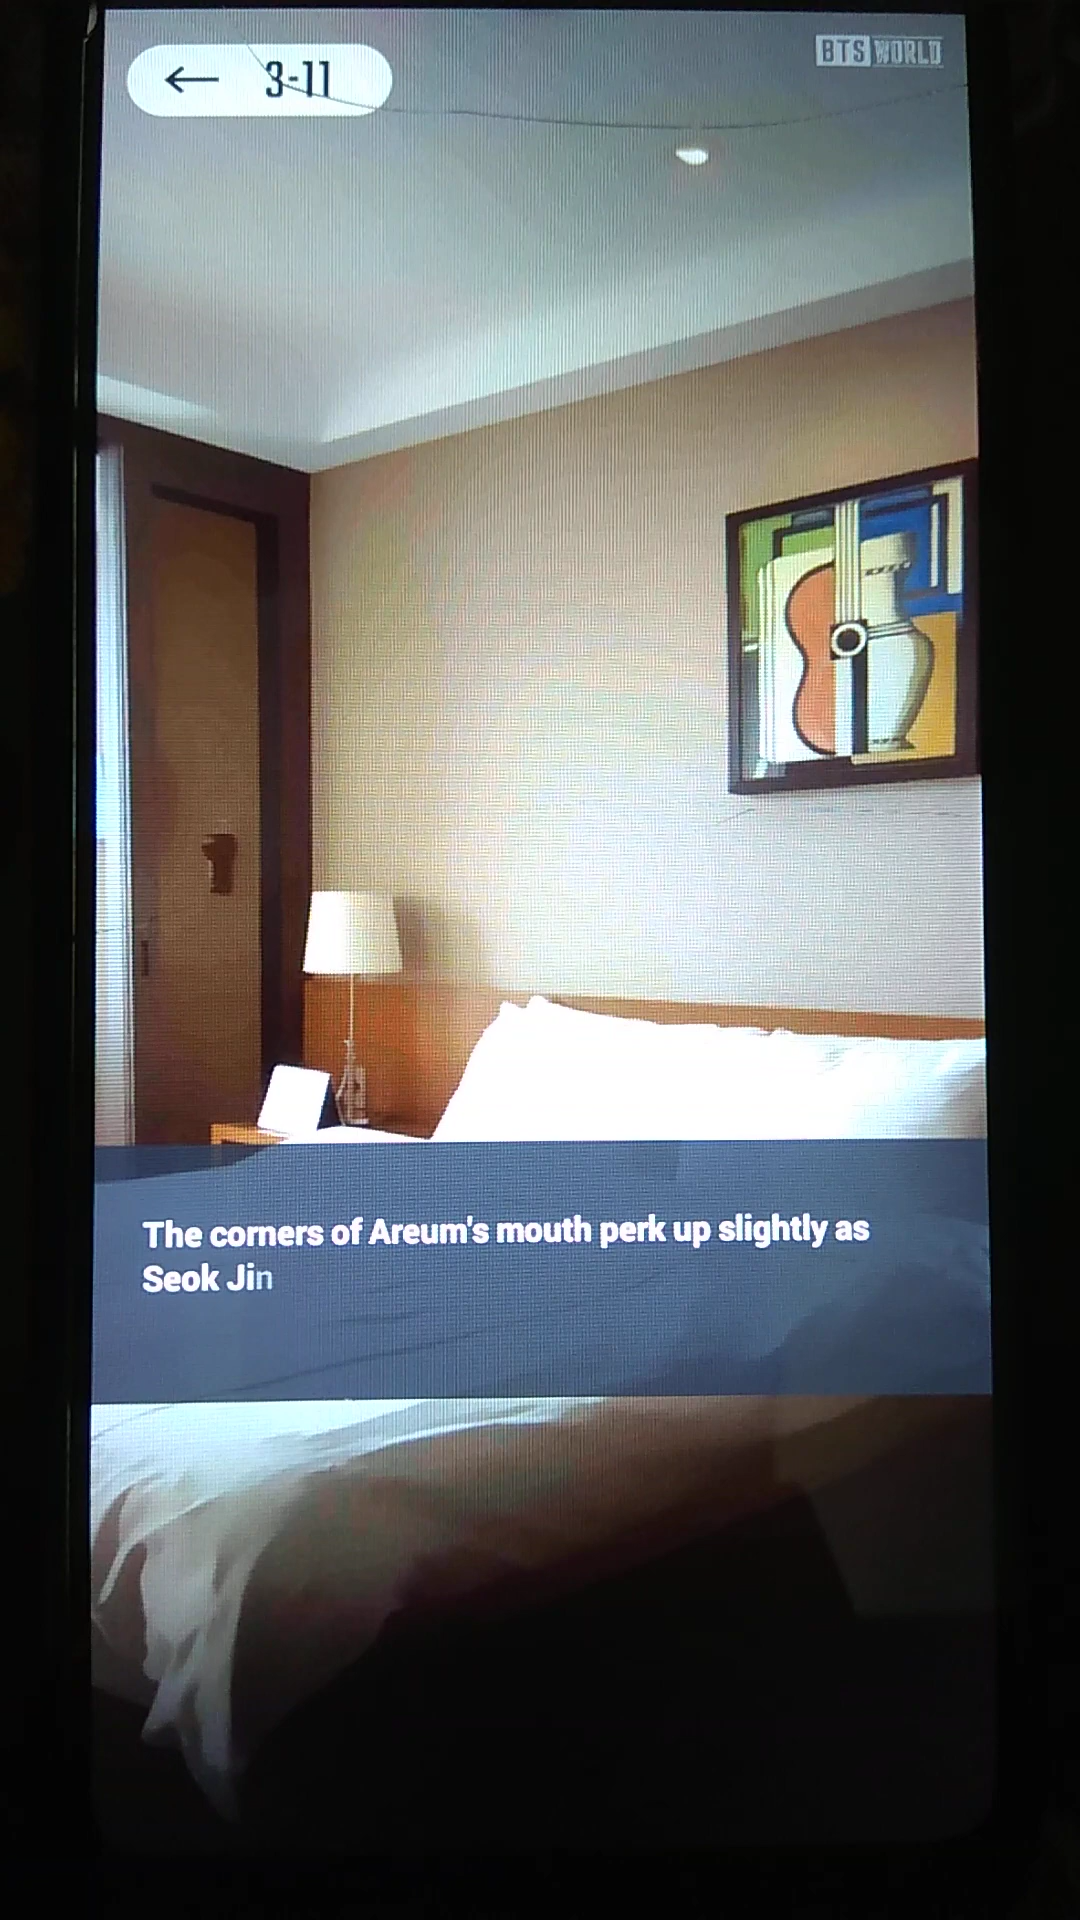 3-11
BTS WORLD
The corners of Areum's mouth perk up slightly as
Seok Jin